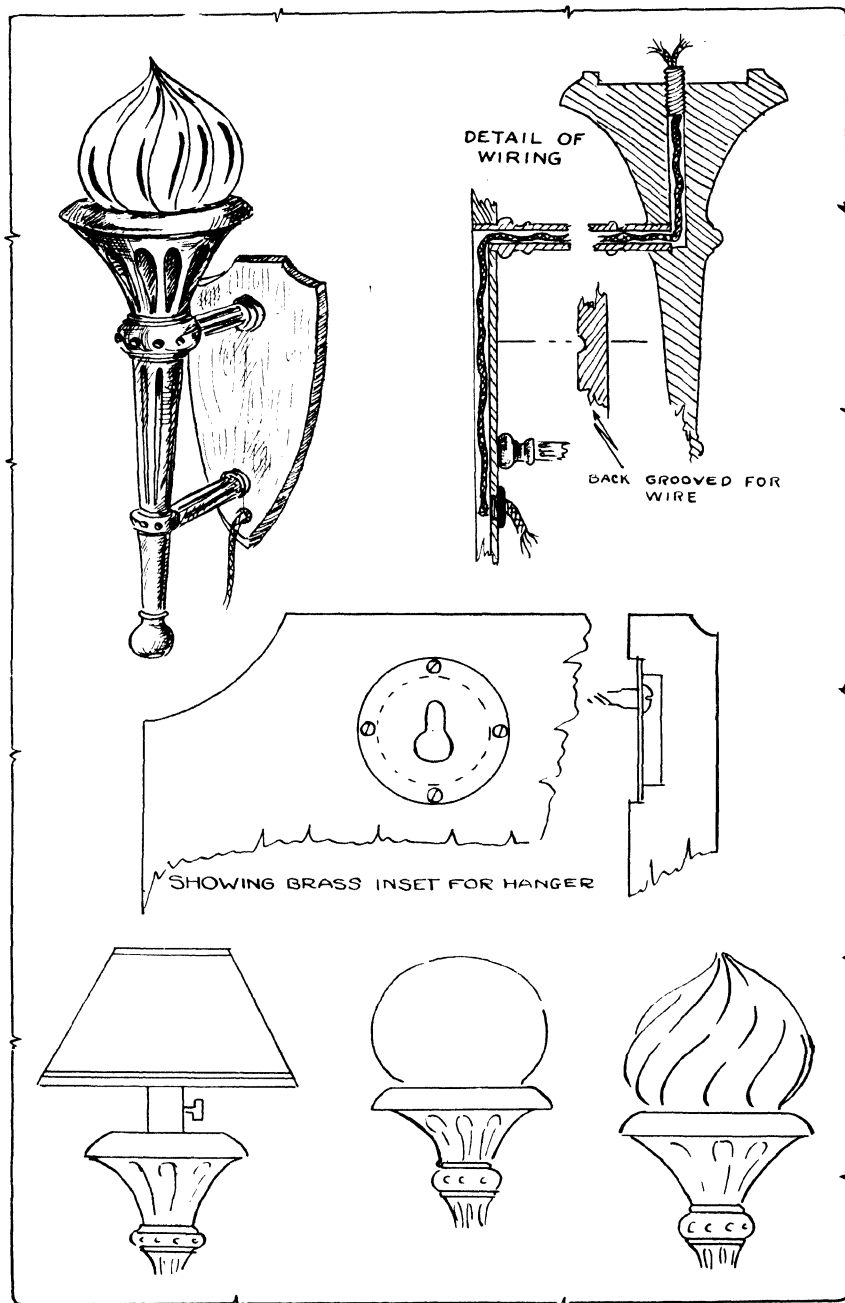 DETAIL OF
WIRING
BACK GROOVED FOR
WIRE
SHOWING BRASS INSET FOR HANGER